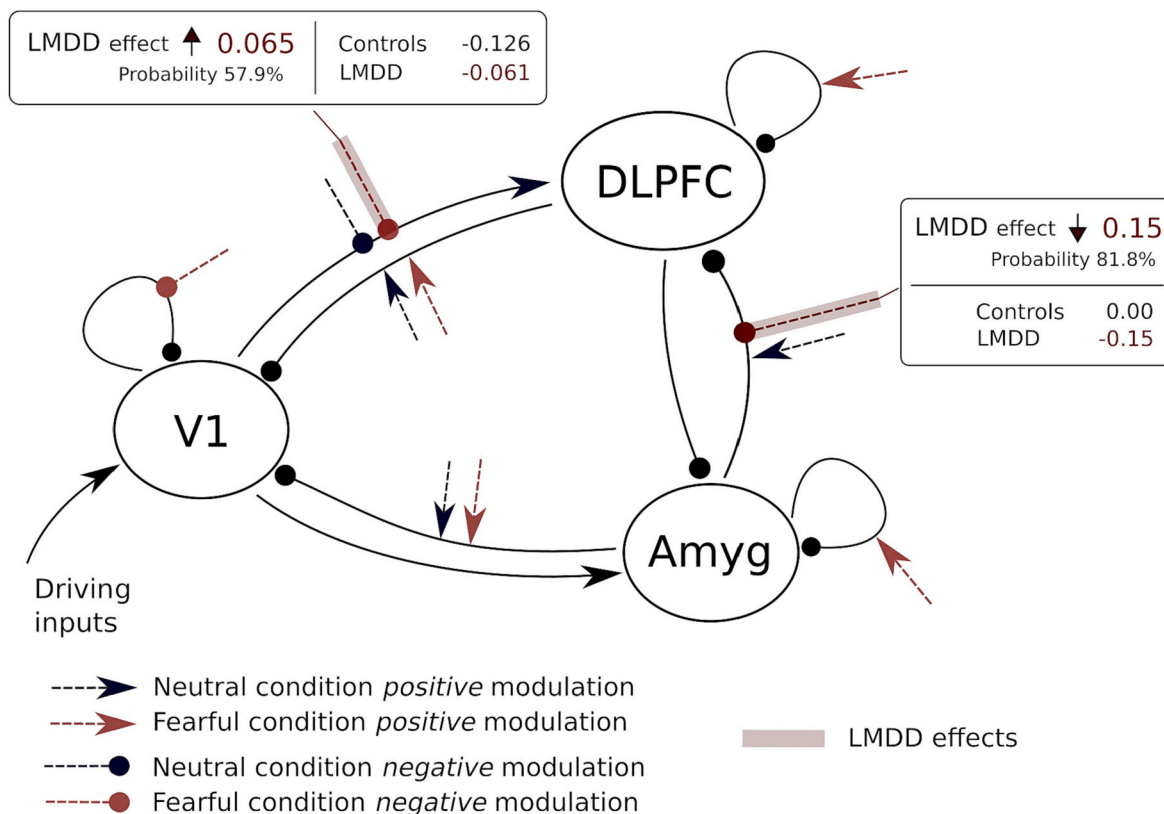 LMDD effect 0.065
Probability 57.9%
Controls -0.126
LMDD -0.061
DLPFC
LMDD effect 0.15
Probability 81.8%
Controls 0.00
LMDD -0.15
V1
Amyg
Driving
inputs
Neutral condition positive modulation
Fearful condition positive modulation
Neutral condition negative modulation
Fearful condition negative modulation
LMDD effects